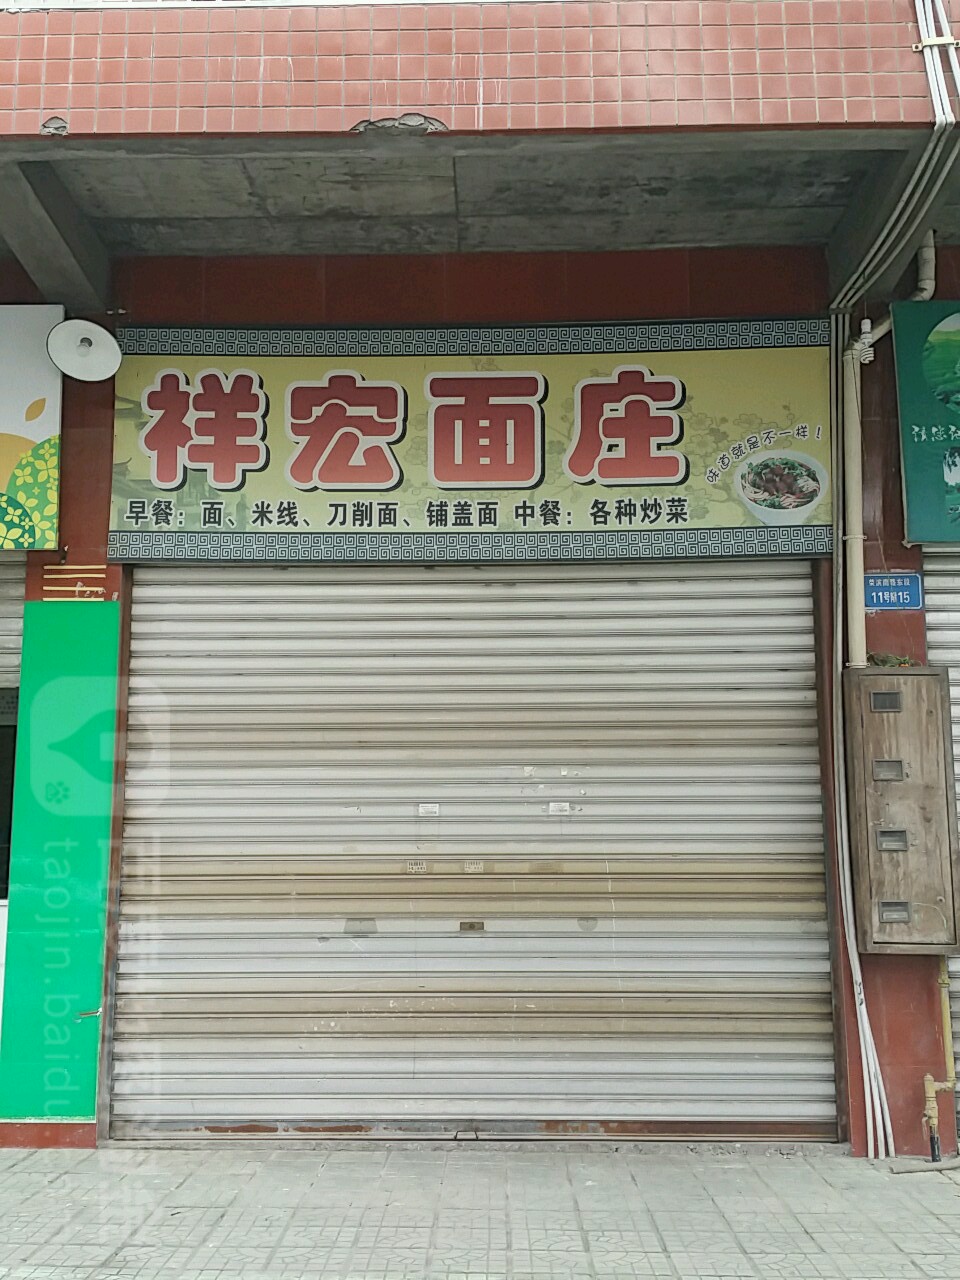 祥宏面庄
味道就是不一样！
早餐：面、米线、刀削面、铺盖面 中餐：各种炒菜
11号附15
taojin.baidu